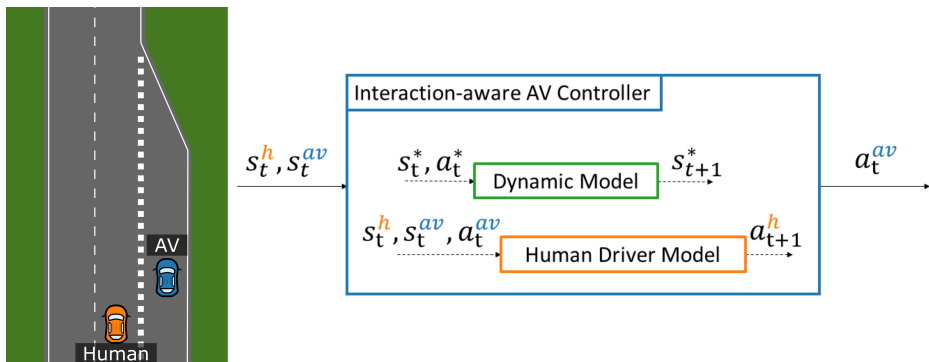 AV
Human
Interaction-aware AV Controller
s_t^h, s_t^{av}
s_t^*, a_t^*
Dynamic Model
s_{t+1}^*
s_t^h, s_t^{av}, a_t^{av}
Human Driver Model
a_{t+1}^h
a_t^{av}